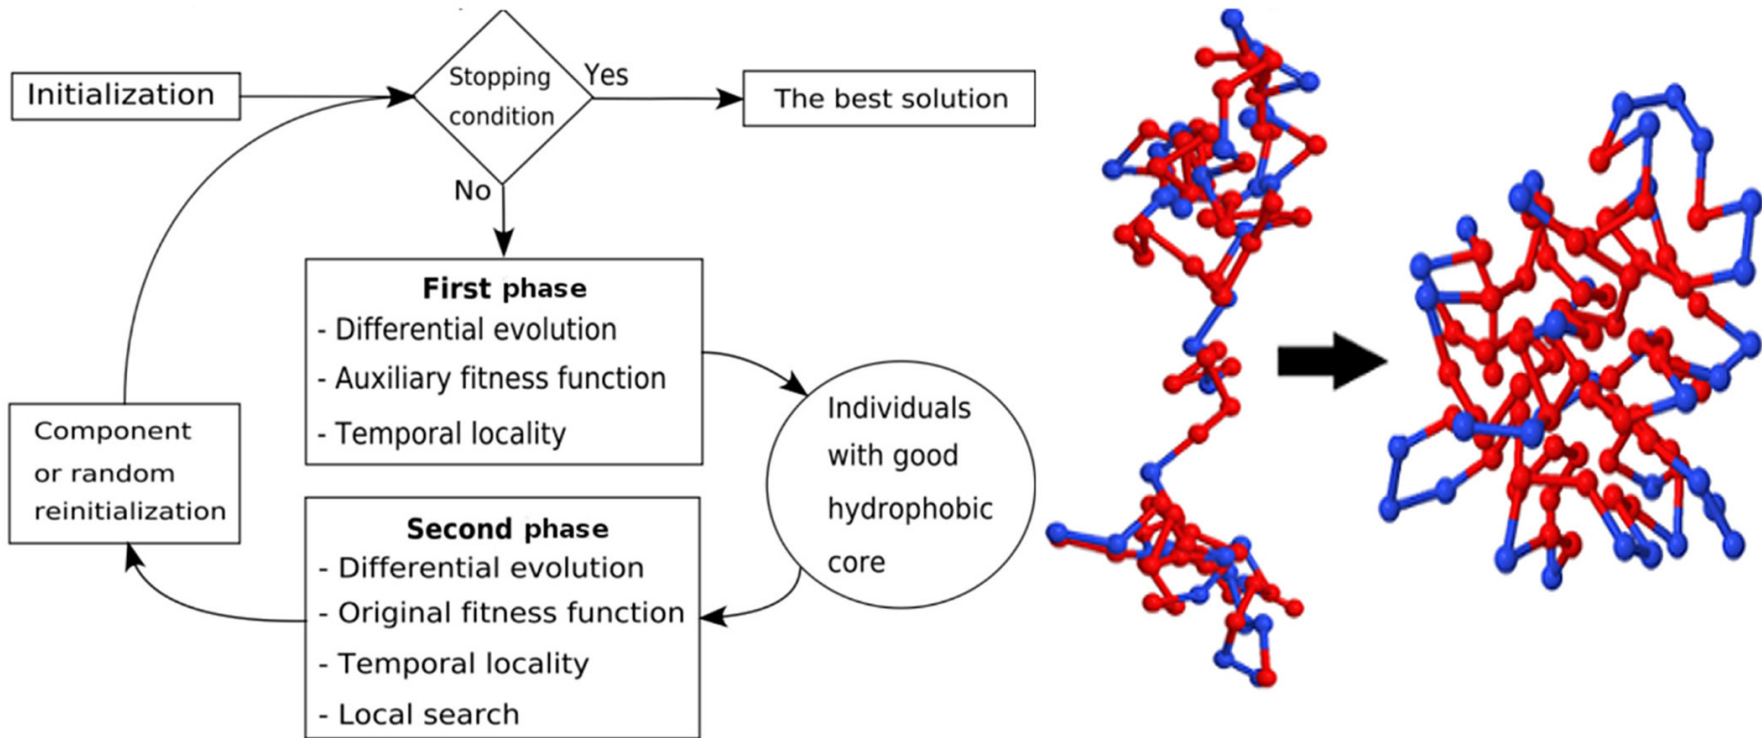 Initialization
Stopping
condition
Yes
The best solution
No
First phase
- Differential evolution
- Auxiliary fitness function
- Temporal locality
Individuals
with good
hydrophobic
core
Second phase
- Differential evolution
- Original fitness function
- Temporal locality
- Local search
Component
or random
reinitialization